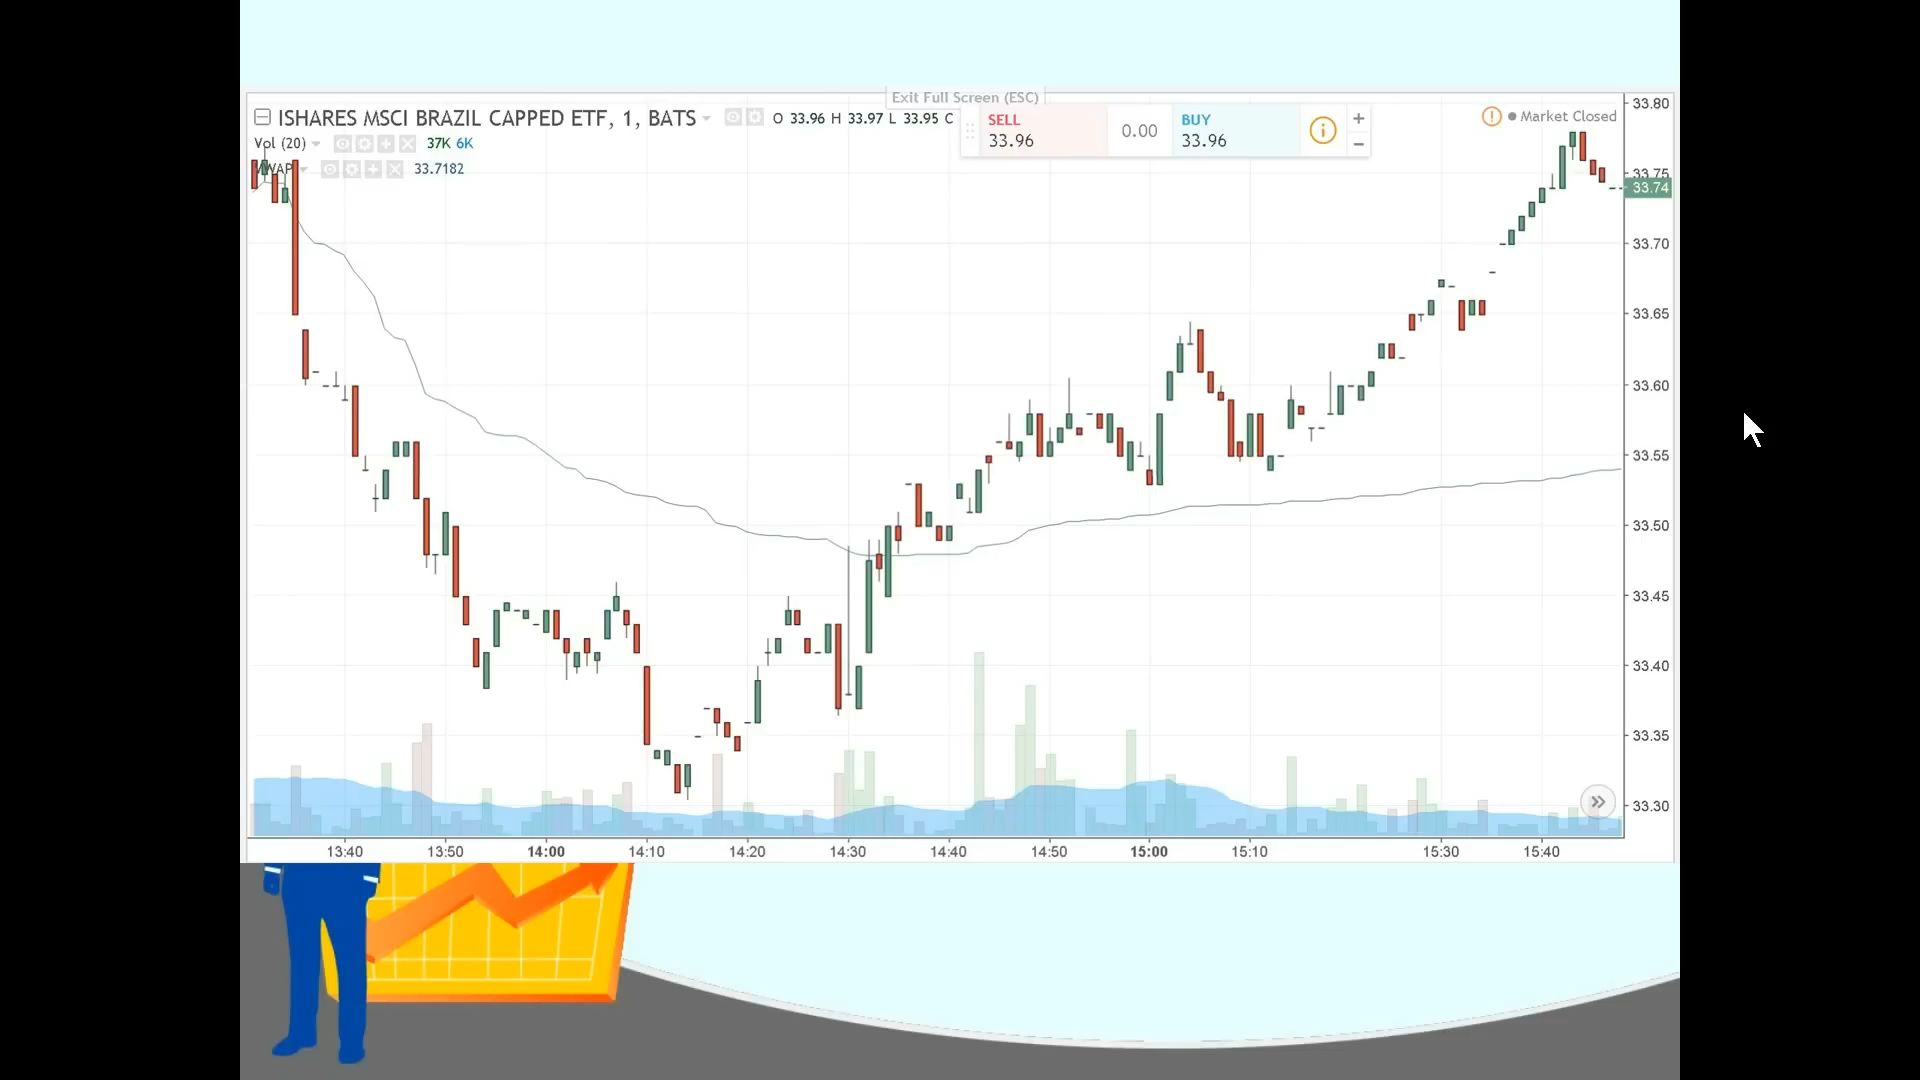 Exit Full Screen (ESC)
ISHARES MSCI BRAZIL CAPPED ETF, 1, BATS
O 33.96 H 33.97 L 33.95 C
SELL
33.96
0.00
BUY
33.96
Market Closed
Vol (20)
37K 6K
33.7182
33.80
33.75
33.74
33.70
33.65
33.60
33.55
33.50
33.45
33.40
33.35
33.30
13:40 13:50 14:00 14:10 14:20 14:30 14:40 14:50 15:00 15:10 15:30 15:40